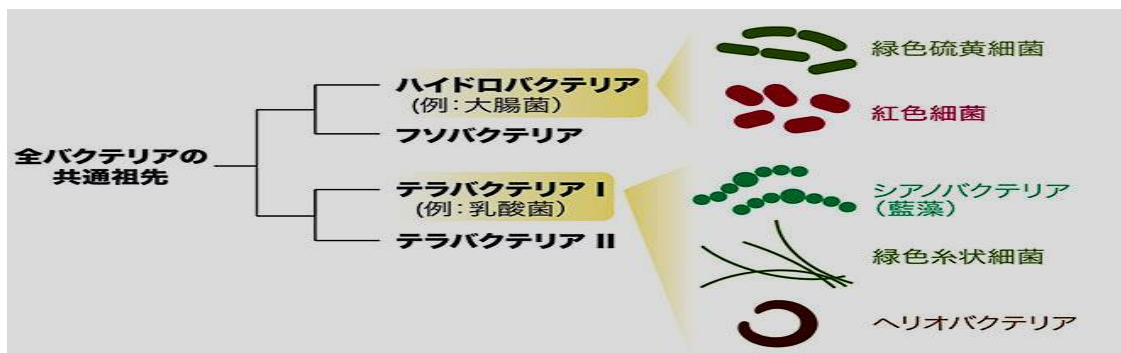 全バクテリアの
共通祖先
ハイドロバクテリア
(例:大腸菌)
フソバクテリア
テラバクテリア I
(例:乳酸菌)
テラバクテリア II
緑色硫黄細菌
紅色細菌
シアノバクテリア
(藍藻)
緑色糸状細菌
ヘリオバクテリア